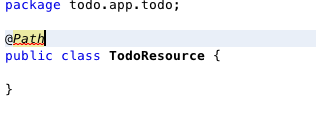 package todo.app.todo;
@Path
public class TodoResource {
}